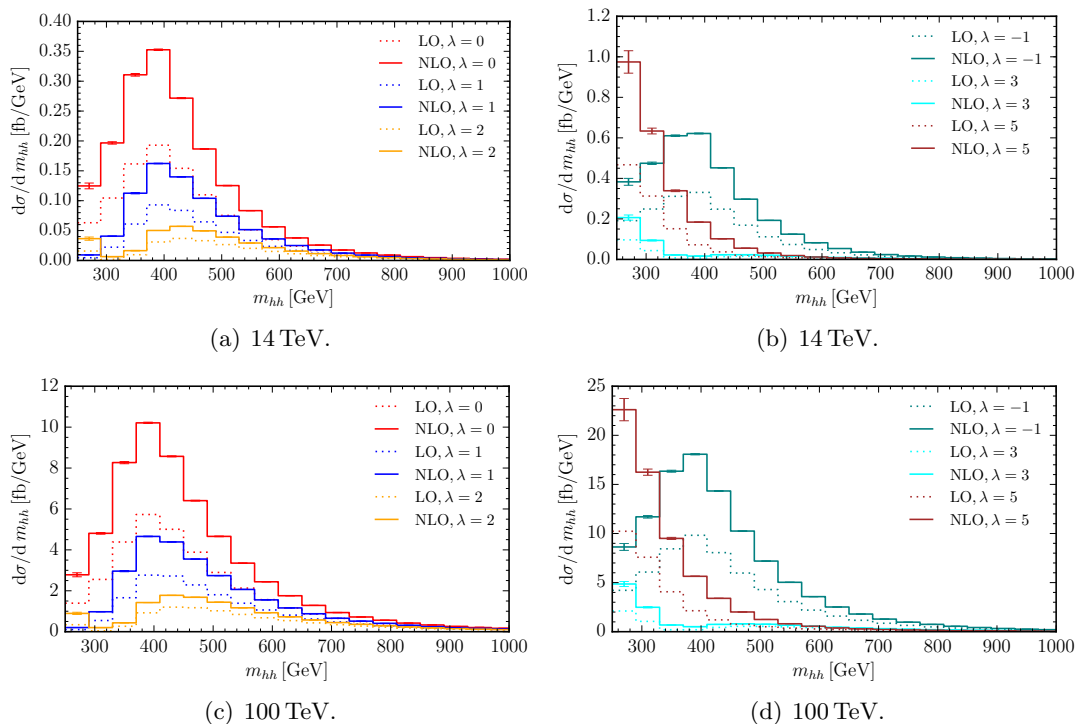 0.40
0.35
0.30
0.25
0.20
0.15
0.10
0.05
0.00
dσ/d m_hh [fb/GeV]
LO, λ = 0
NLO, λ = 0
LO, λ = 1
NLO, λ = 1
LO, λ = 2
NLO, λ = 2
300 400 500 600 700 800 900 1000
m_hh [GeV]
(a) 14 TeV.
1.2
1.0
0.8
0.6
0.4
0.2
0.0
dσ/d m_hh [fb/GeV]
LO, λ = −1
NLO, λ = −1
LO, λ = 3
NLO, λ = 3
LO, λ = 5
NLO, λ = 5
300 400 500 600 700 800 900 1000
m_hh [GeV]
(b) 14 TeV.
12
10
8
6
4
2
0
dσ/d m_hh [fb/GeV]
LO, λ = 0
NLO, λ = 0
LO, λ = 1
NLO, λ = 1
LO, λ = 2
NLO, λ = 2
300 400 500 600 700 800 900 1000
m_hh [GeV]
(c) 100 TeV.
25
20
15
10
5
0
dσ/d m_hh [fb/GeV]
LO, λ = −1
NLO, λ = −1
LO, λ = 3
NLO, λ = 3
LO, λ = 5
NLO, λ = 5
300 400 500 600 700 800 900 1000
m_hh [GeV]
(d) 100 TeV.